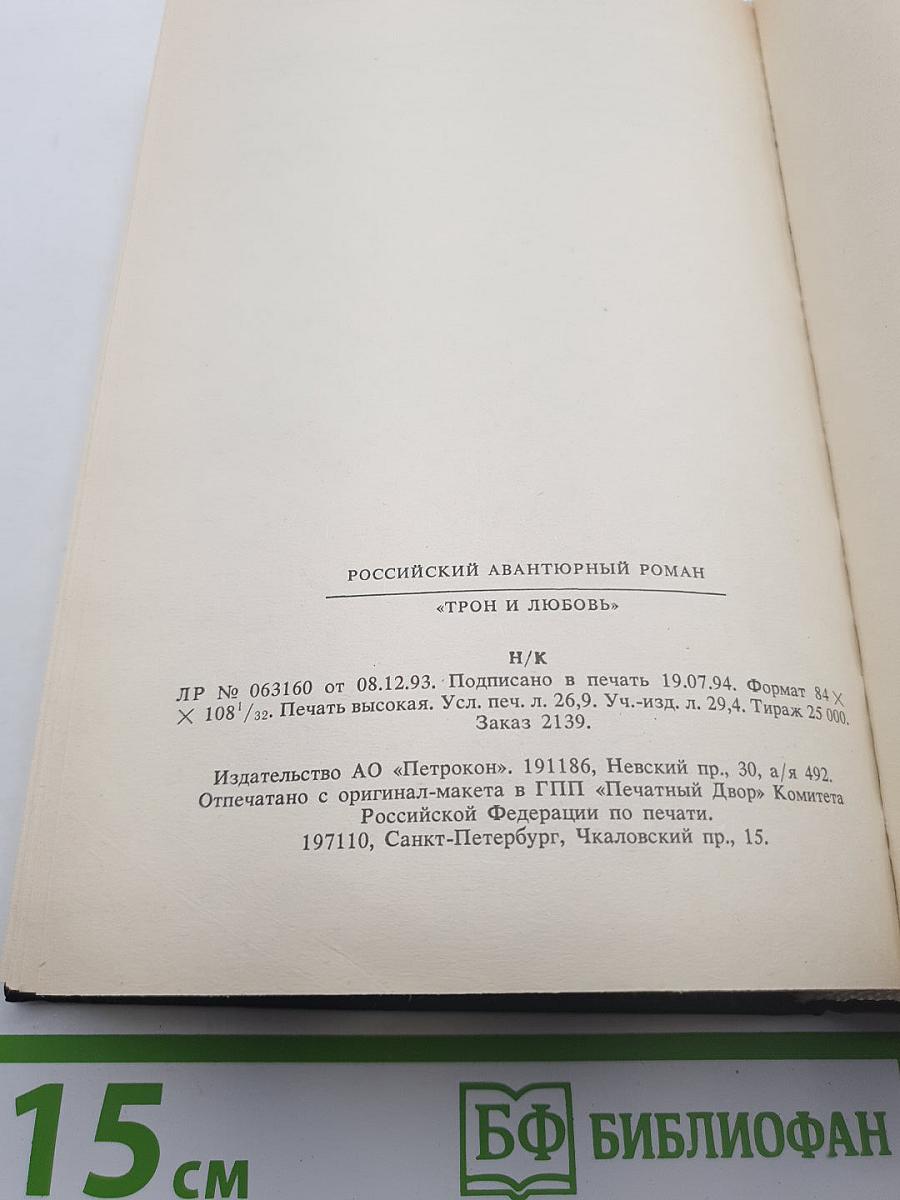 РОССИЙСКИЙ АВАНТЮРНЫЙ РОМАН
«ТРОН И ЛЮБОВЬ»
Н/К
ЛР № 063160 от 08.12.93. Подписано в печать 19.07.94. Формат 84×
× 108 1/32. Печать высокая. Усл. печ. л. 26,9. Уч.-изд. л. 29,4. Тираж 25 000.
Заказ 2139.
Издательство АО «Петрокон». 191186, Невский пр., 30, а/я 492.
Отпечатано с оригинал-макета в ГПП «Печатный Двор» Комитета
Российской Федерации по печати.
197110, Санкт-Петербург, Чкаловский пр., 15.
15 см
БФ БИБЛИОФАН